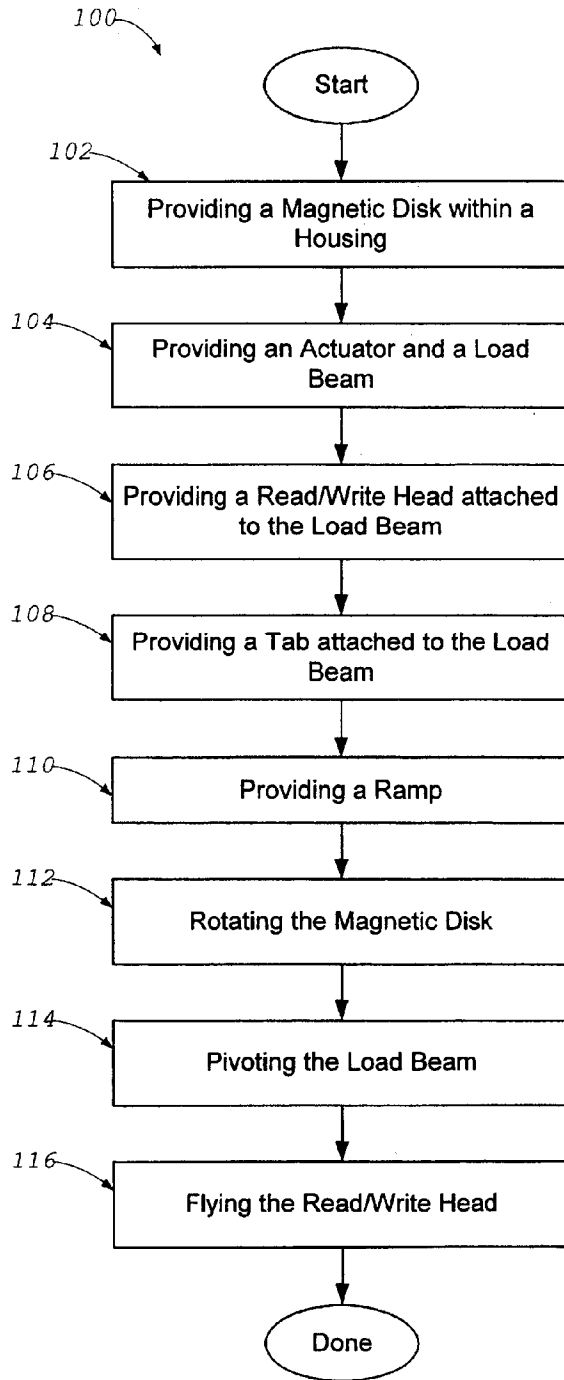 100
Start
102
Providing a Magnetic Disk within a
Housing
104
Providing an Actuator and a Load
Beam
106
Providing a Read/Write Head attached
to the Load Beam
108
Providing a Tab attached to the Load
Beam
110
Providing a Ramp
112
Rotating the Magnetic Disk
114
Pivoting the Load Beam
116
Flying the Read/Write Head
Done